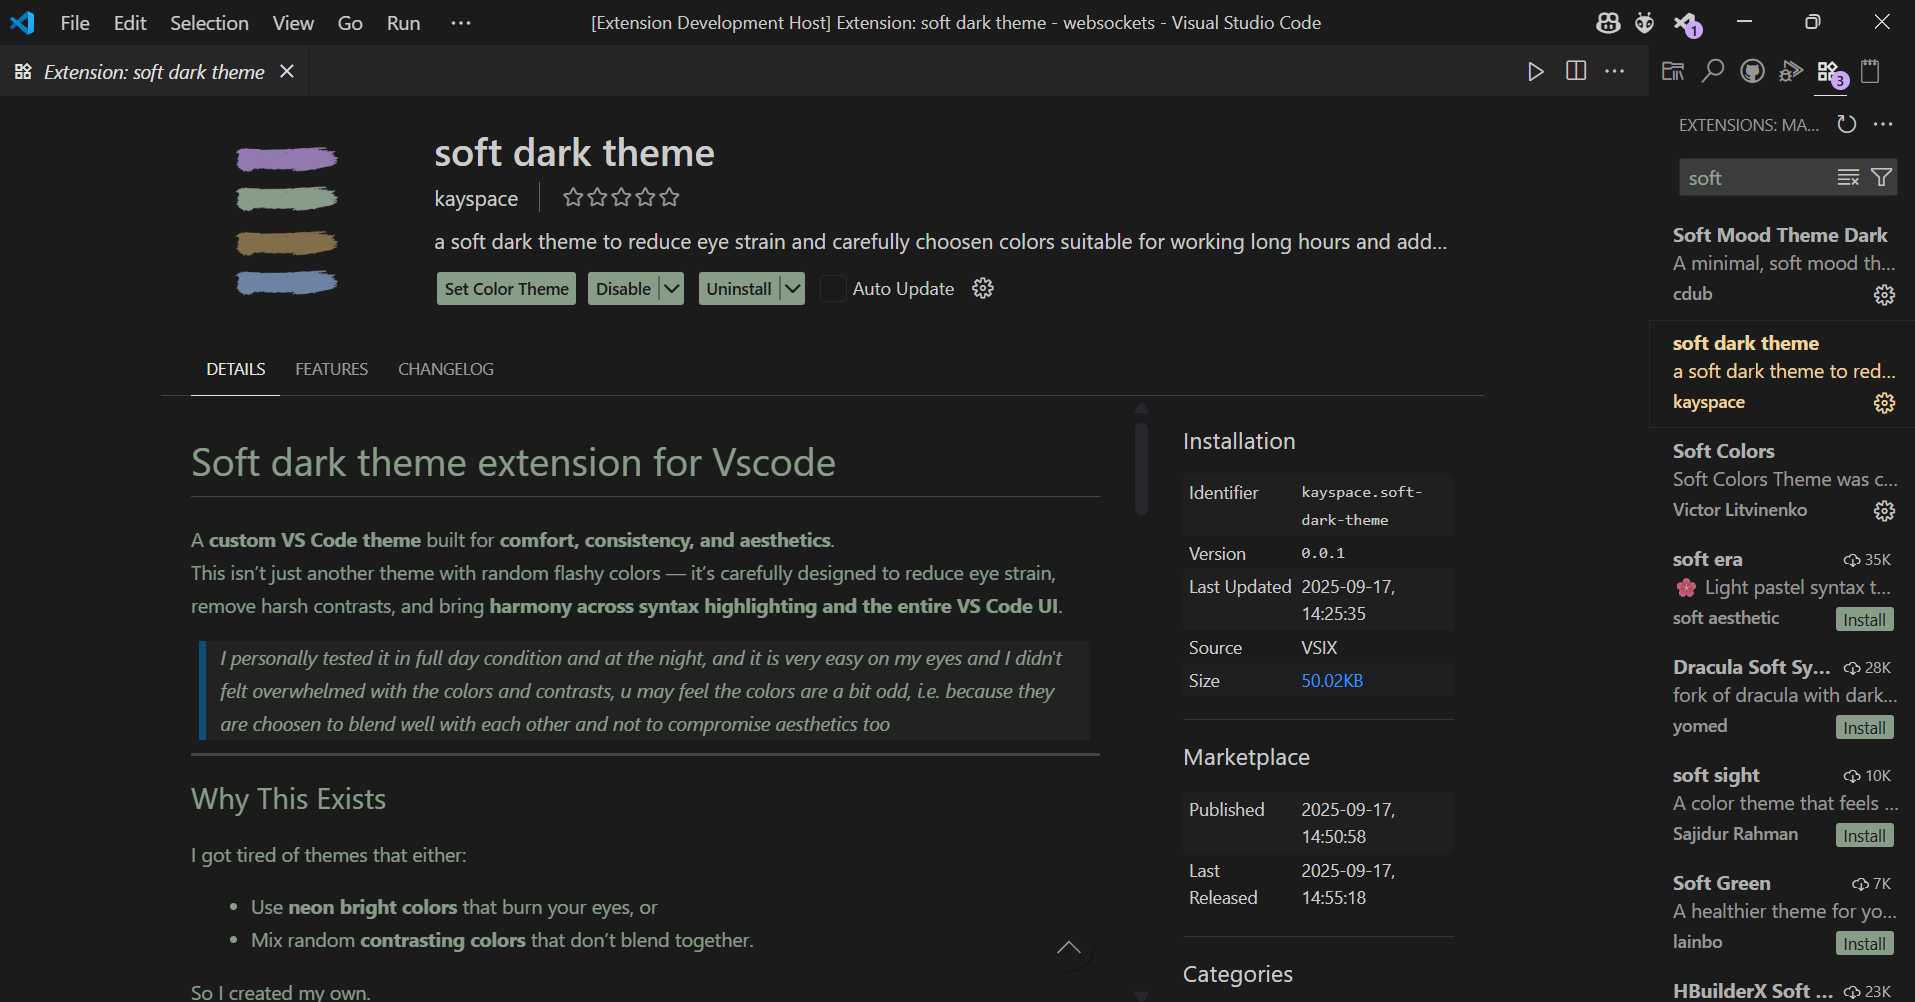 File Edit Selection View Go Run ···
[Extension Development Host] Extension: soft dark theme - websockets - Visual Studio Code
1
Extension: soft dark theme
3
soft dark theme
kayspace
a soft dark theme to reduce eye strain and carefully choosen colors suitable for working long hours and add...
Set Color Theme Disable Uninstall Auto Update
DETAILS FEATURES CHANGELOG
Soft dark theme extension for Vscode
A custom VS Code theme built for comfort, consistency, and aesthetics.
This isn’t just another theme with random flashy colors — it’s carefully designed to reduce eye strain,
remove harsh contrasts, and bring harmony across syntax highlighting and the entire VS Code UI.
I personally tested it in full day condition and at the night, and it is very easy on my eyes and I didn't
felt overwhelmed with the colors and contrasts, u may feel the colors are a bit odd, i.e. because they
are choosen to blend well with each other and not to compromise aesthetics too
Why This Exists
I got tired of themes that either:
• Use neon bright colors that burn your eyes, or
• Mix random contrasting colors that don’t blend together.
So I created my own.
Installation
Identifier kayspace.soft-
dark-theme
Version 0.0.1
Last Updated 2025-09-17,
14:25:35
Source VSIX
Size 50.02KB
Marketplace
Published 2025-09-17,
14:50:58
Last 2025-09-17,
Released 14:55:18
Categories
EXTENSIONS: MA...
soft
Soft Mood Theme Dark
A minimal, soft mood th...
cdub
soft dark theme
a soft dark theme to red...
kayspace
Soft Colors
Soft Colors Theme was c...
Victor Litvinenko
soft era 35K
Light pastel syntax t...
soft aesthetic Install
Dracula Soft Sy... 28K
fork of dracula with dark...
yomed Install
soft sight 10K
A color theme that feels ...
Sajidur Rahman Install
Soft Green 7K
A healthier theme for yo...
lainbo Install
HBuilderX Soft ... 23K